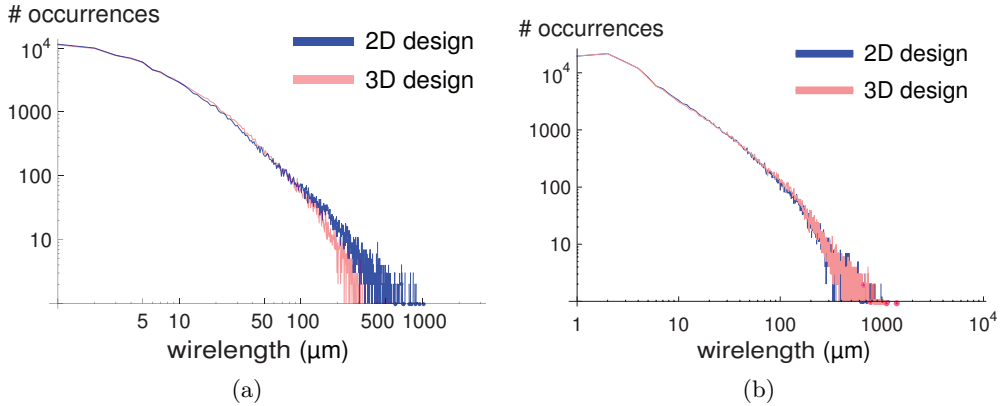 # occurrences
2D design
3D design
10^4
1000
100
10
5 10 50 100 500 1000
wirelength (μm)
(a)
# occurrences
2D design
3D design
10^4
1000
100
10
1 10 100 1000 10^4
wirelength (μm)
(b)